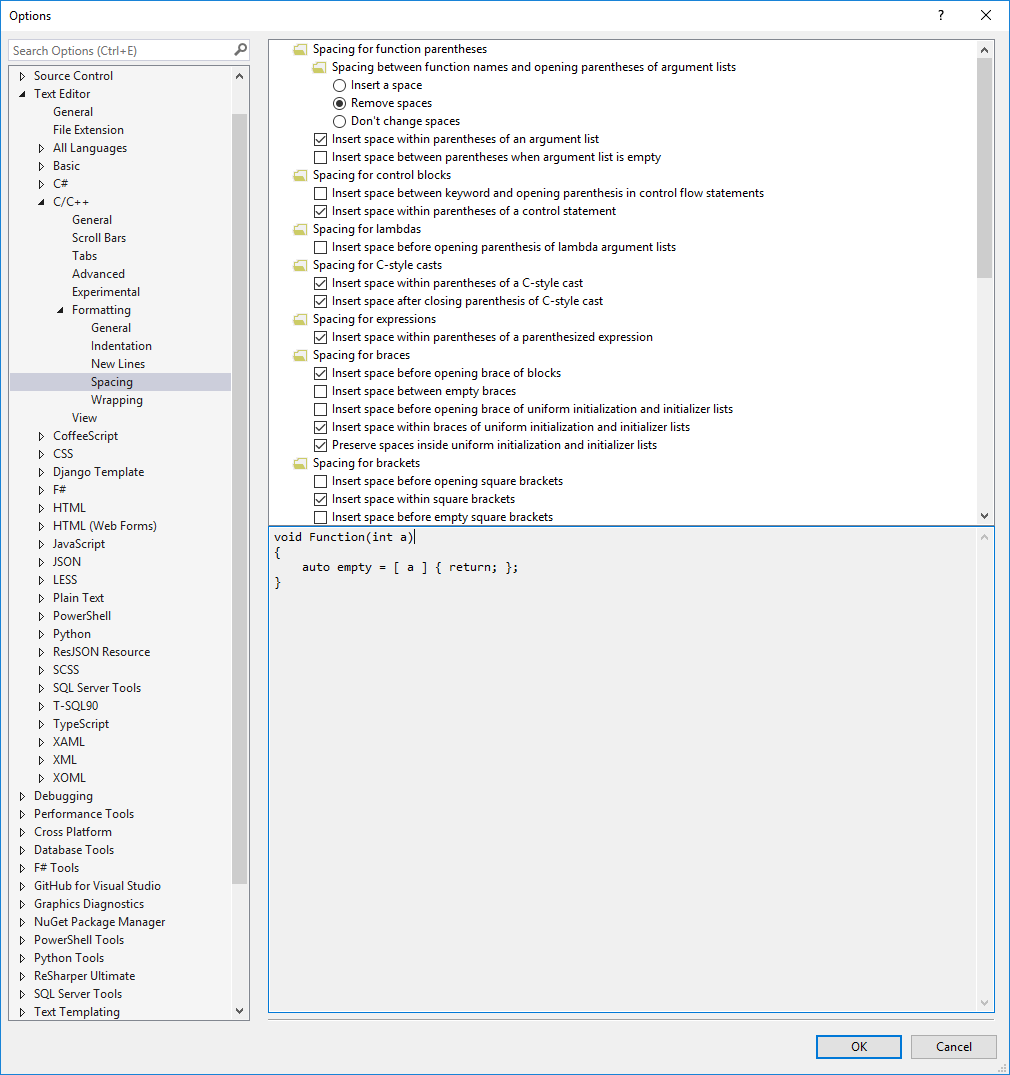 Options
?
Search Options (Ctrl+E)
Source Control
Text Editor
General
File Extension
All Languages
Basic
C#
C/C++
General
Scroll Bars
Tabs
Advanced
Experimental
Formatting
General
Indentation
New Lines
Spacing
Wrapping
View
CoffeeScript
CSS
Django Template
F#
HTML
HTML (Web Forms)
JavaScript
JSON
LESS
Plain Text
PowerShell
Python
ResJSON Resource
SCSS
SQL Server Tools
T-SQL90
TypeScript
XAML
XML
XOML
Debugging
Performance Tools
Cross Platform
Database Tools
F# Tools
GitHub for Visual Studio
Graphics Diagnostics
NuGet Package Manager
PowerShell Tools
Python Tools
ReSharper Ultimate
SQL Server Tools
Text Templating
Spacing for function parentheses
Spacing between function names and opening parentheses of argument lists
Insert a space
Remove spaces
Don't change spaces
Insert space within parentheses of an argument list
Insert space between parentheses when argument list is empty
Spacing for control blocks
Insert space between keyword and opening parenthesis in control flow statements
Insert space within parentheses of a control statement
Spacing for lambdas
Insert space before opening parenthesis of lambda argument lists
Spacing for C-style casts
Insert space within parentheses of a C-style cast
Insert space after closing parenthesis of C-style cast
Spacing for expressions
Insert space within parentheses of a parenthesized expression
Spacing for braces
Insert space before opening brace of blocks
Insert space between empty braces
Insert space before opening brace of uniform initialization and initializer lists
Insert space within braces of uniform initialization and initializer lists
Preserve spaces inside uniform initialization and initializer lists
Spacing for brackets
Insert space before opening square brackets
Insert space within square brackets
Insert space before empty square brackets
void Function(int a)
{
    auto empty = [ a ] { return; };
}
OK
Cancel